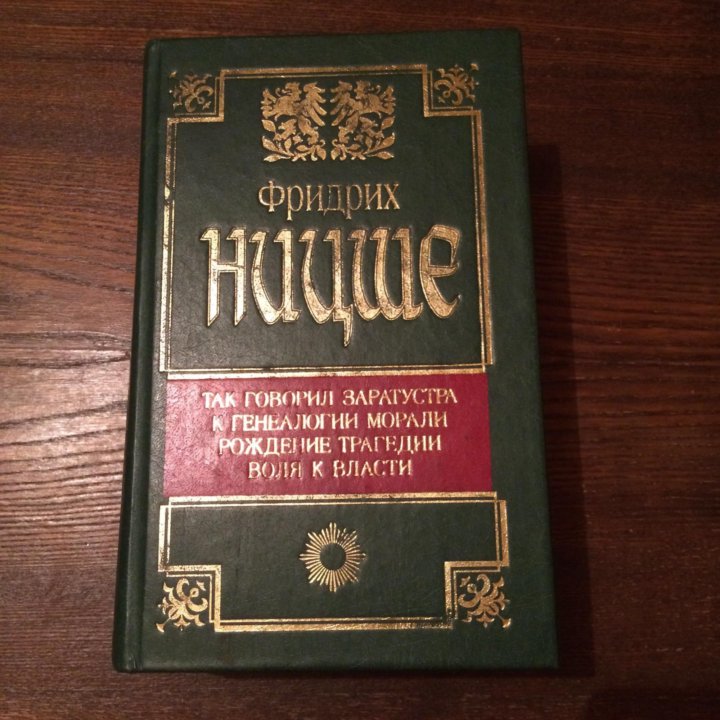 Фридрих
Ницше
ТАК ГОВОРИЛ ЗАРАТУСТРА
К ГЕНЕАЛОГИИ МОРАЛИ
РОЖДЕНИЕ ТРАГЕДИИ
ВОЛЯ К ВЛАСТИ